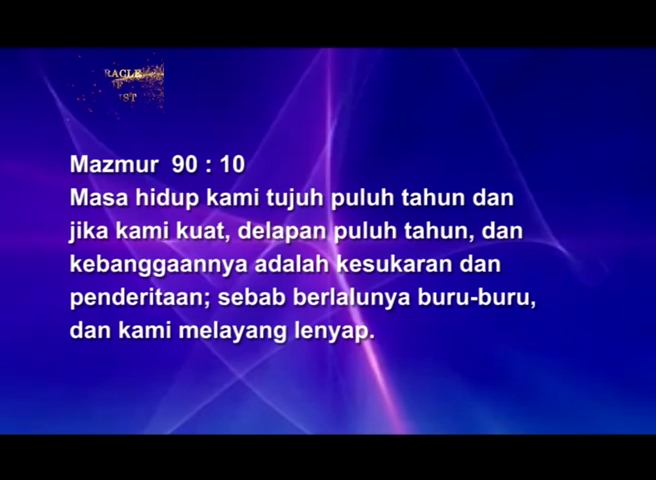 RACLE
Mazmur 90 : 10
Masa hidup kami tujuh puluh tahun dan
jika kami kuat, delapan puluh tahun, dan
kebanggaannya adalah kesukaran dan
penderitaan; sebab berlalunya buru-buru,
dan kami melayang lenyap.